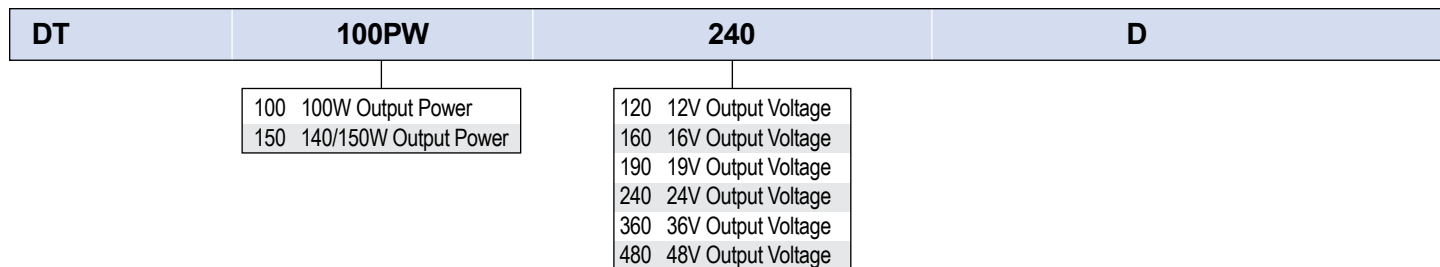 DT 100PW 240 D
100 100W Output Power
150 140/150W Output Power
120 12V Output Voltage
160 16V Output Voltage
190 19V Output Voltage
240 24V Output Voltage
360 36V Output Voltage
480 48V Output Voltage